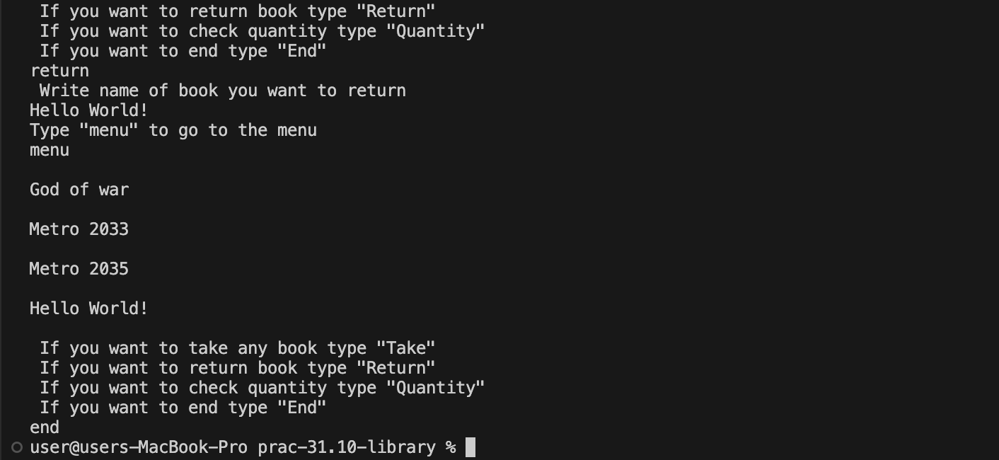 If you want to return book type "Return"
If you want to check quantity type "Quantity"
If you want to end type "End"
return
Write name of book you want to return
Hello World!
Type "menu" to go to the menu
menu
God of war
Metro 2033
Metro 2035
Hello World!
If you want to take any book type "Take"
If you want to return book type "Return"
If you want to check quantity type "Quantity"
If you want to end type "End"
end
user@users-MacBook-Pro prac-31.10-library %